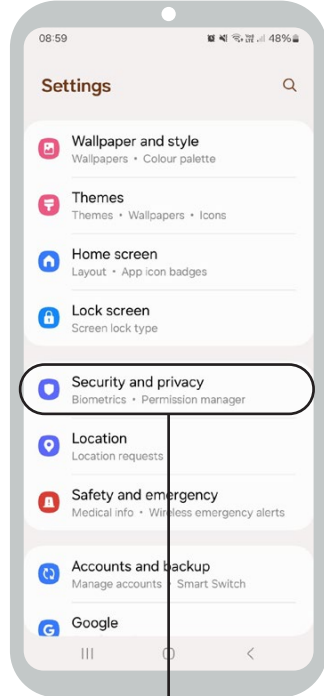 08:59
48%
Settings
Wallpaper and style
Wallpapers • Colour palette
Themes
Themes • Wallpapers • Icons
Home screen
Layout • App icon badges
Lock screen
Screen lock type
Security and privacy
Biometrics • Permission manager
Location
Location requests
Safety and emergency
Medical info • Wireless emergency alerts
Accounts and backup
Manage accounts • Smart Switch
Google